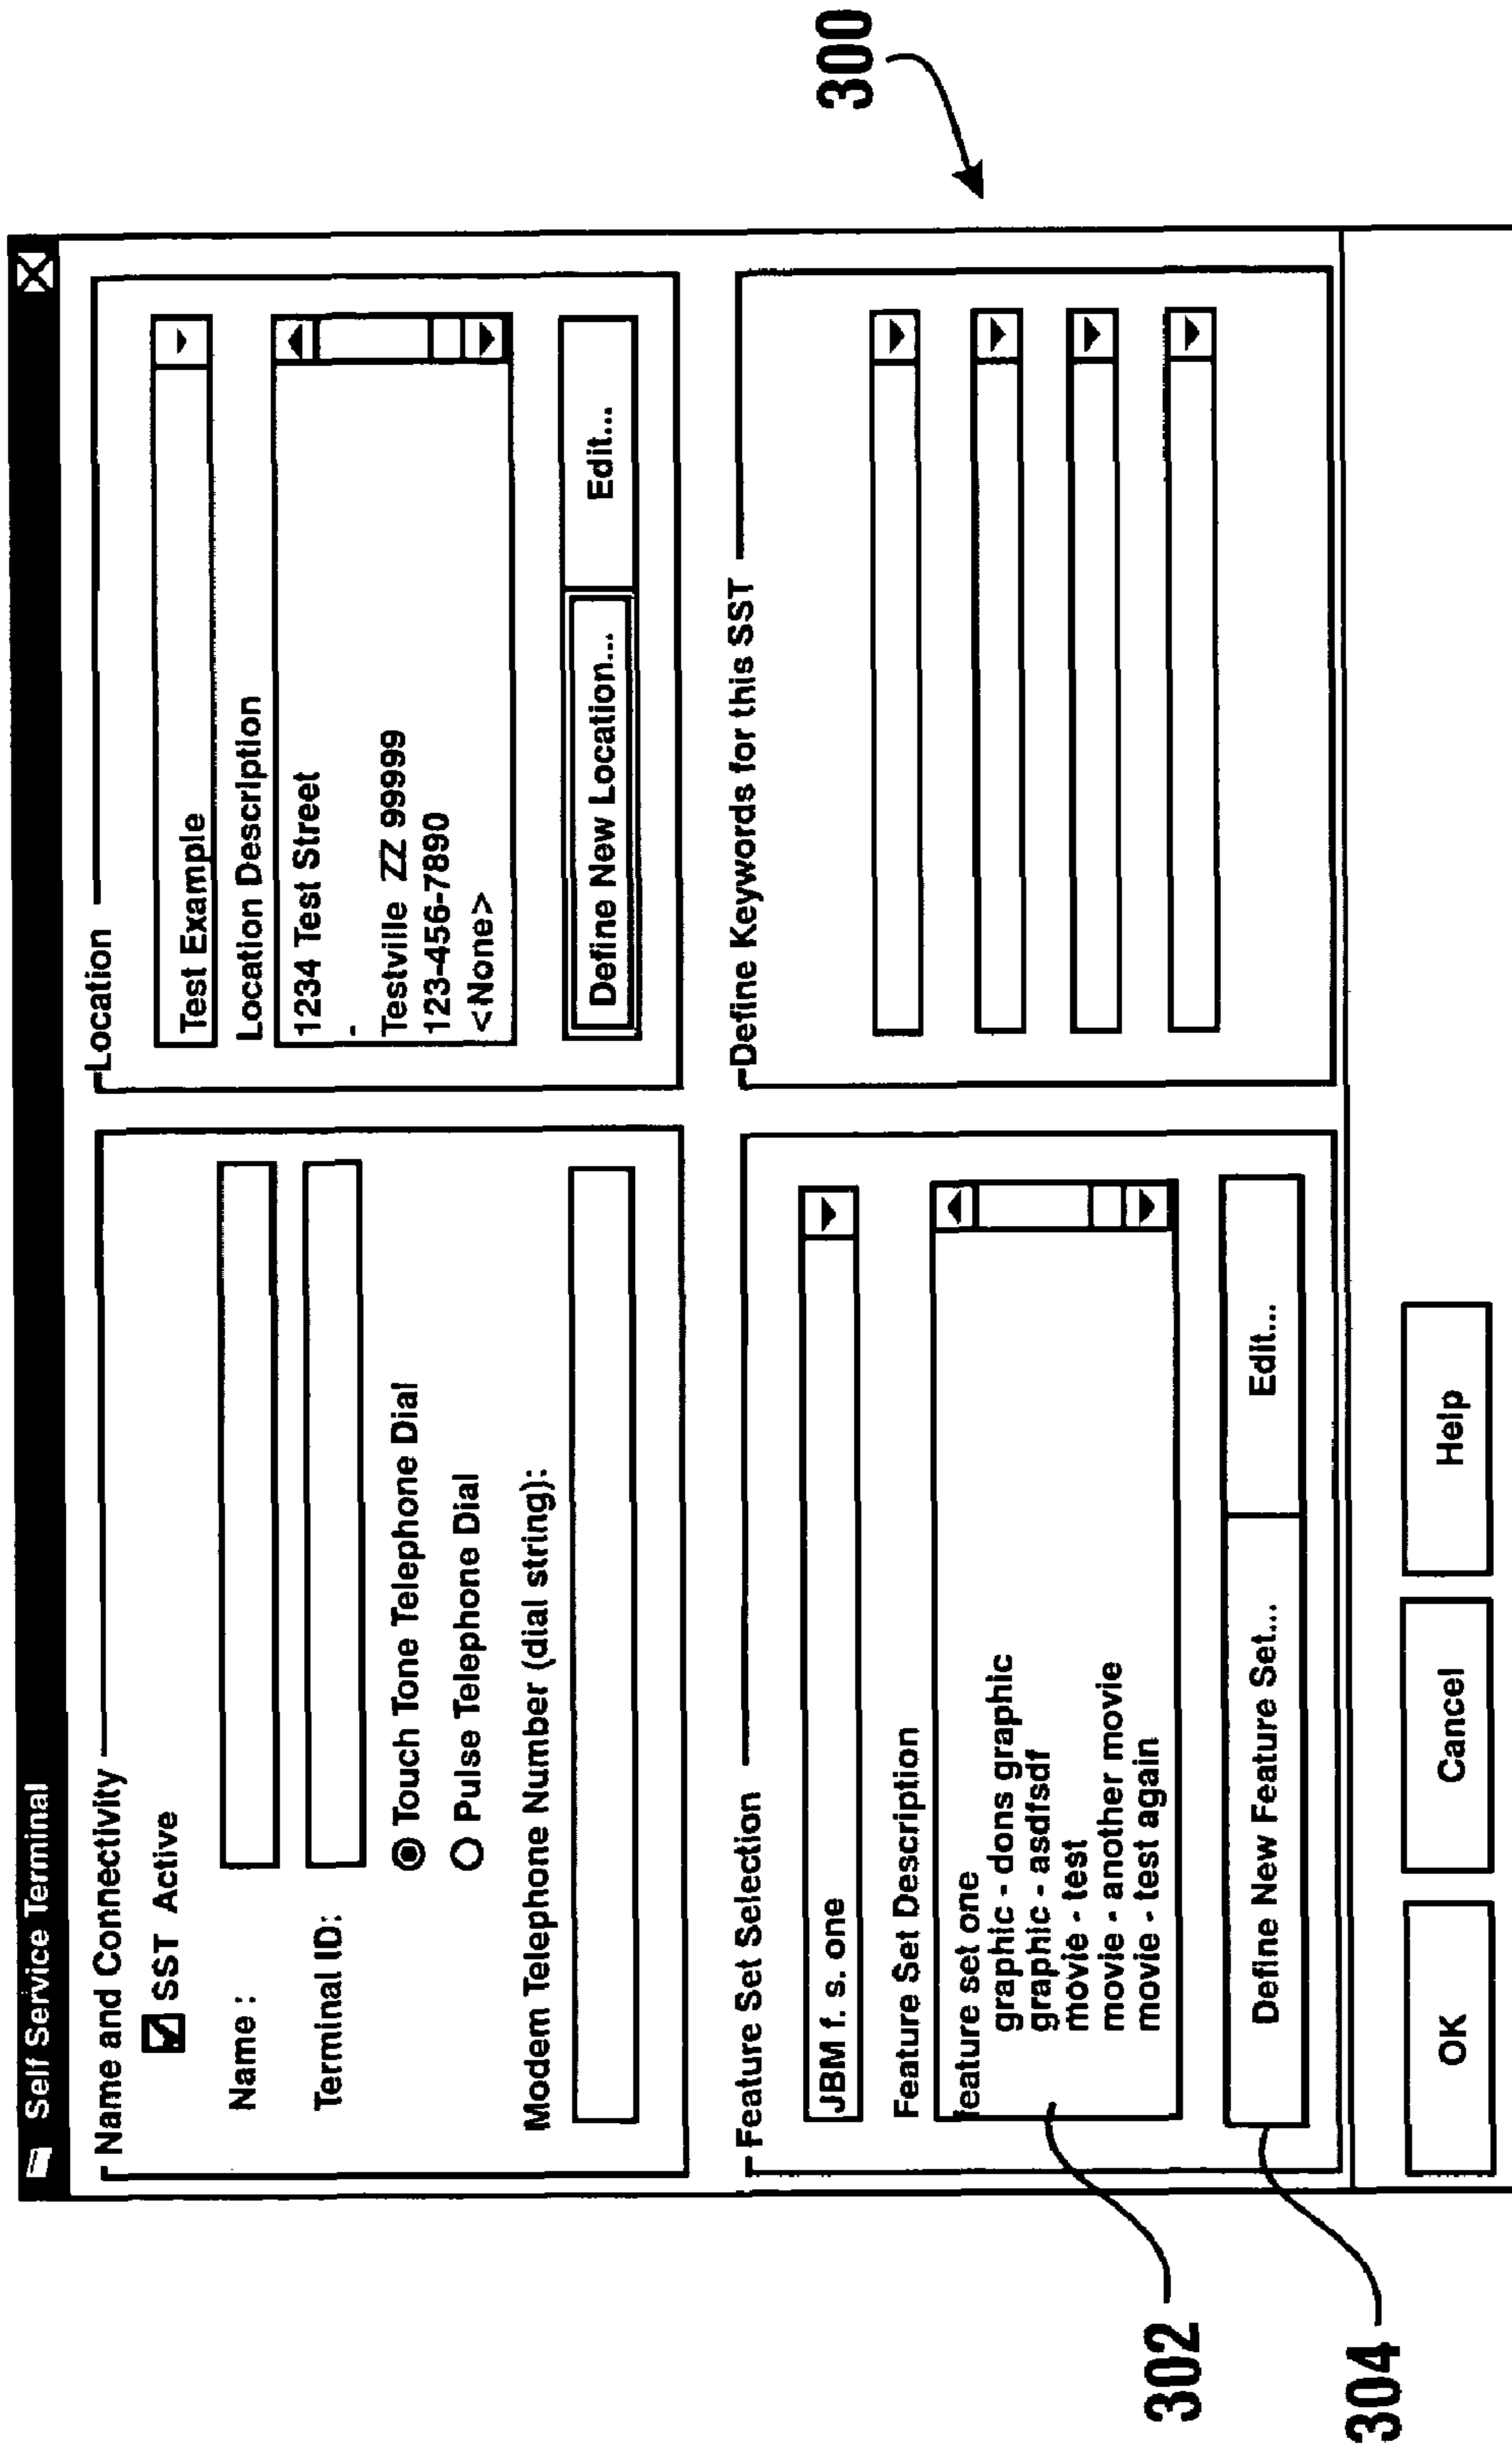 Self Service Terminal
Name and Connectivity
SST Active
Name:
Terminal ID:
Touch Tone Telephone Dial
Pulse Telephone Dial
Modem Telephone Number (dial string):
Location
Test Example
Location Description
1234 Test Street
-
Testville ZZ 99999
123-456-7890
<None>
Define New Location...
Edit...
Feature Set Selection
JBM f. s. one
Feature Set Description
feature set one
graphic - dons graphic
graphic - asdfsdf
movie - test
movie - another movie
movie - test again
Define New Feature Set...
Edit...
Define Keywords for this SST
OK
Cancel
Help
300
302
304